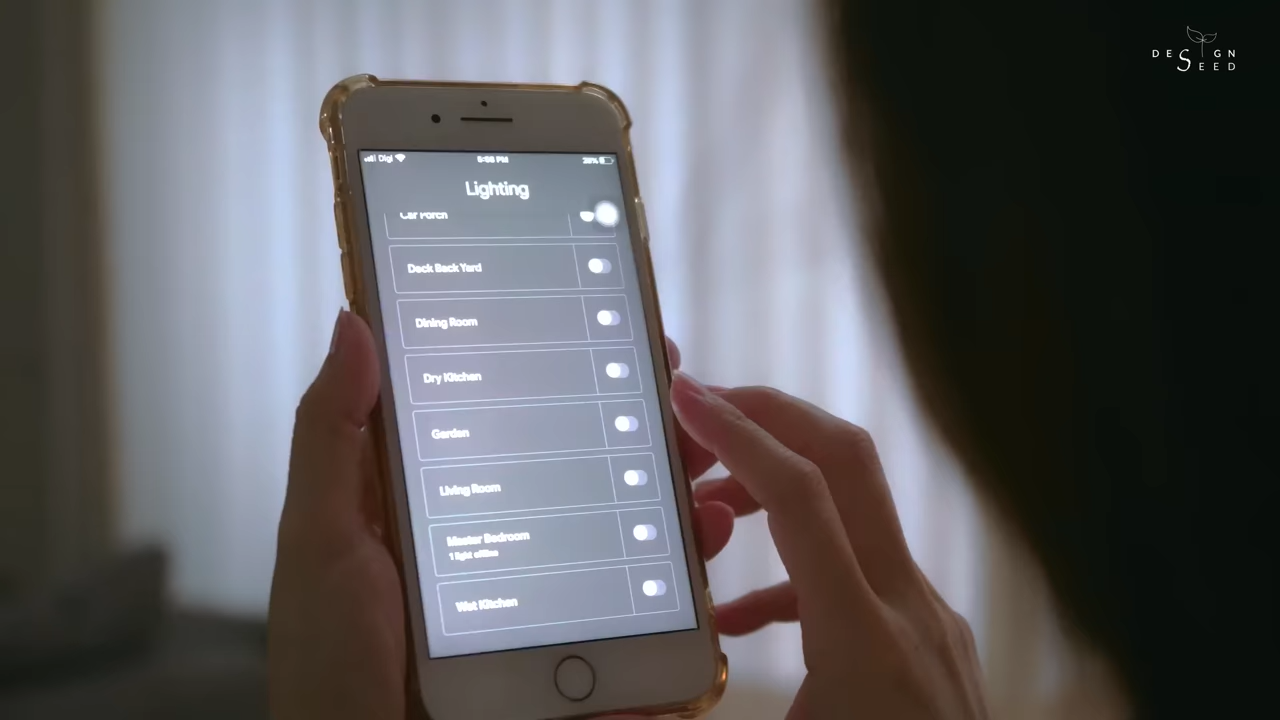 DESIGN
SEED
Digi
28%
Lighting
Car Porch
Deck Back Yard
Dining Room
Dry Kitchen
Garden
Living Room
Master Bedroom
1 light offline
Wet Kitchen